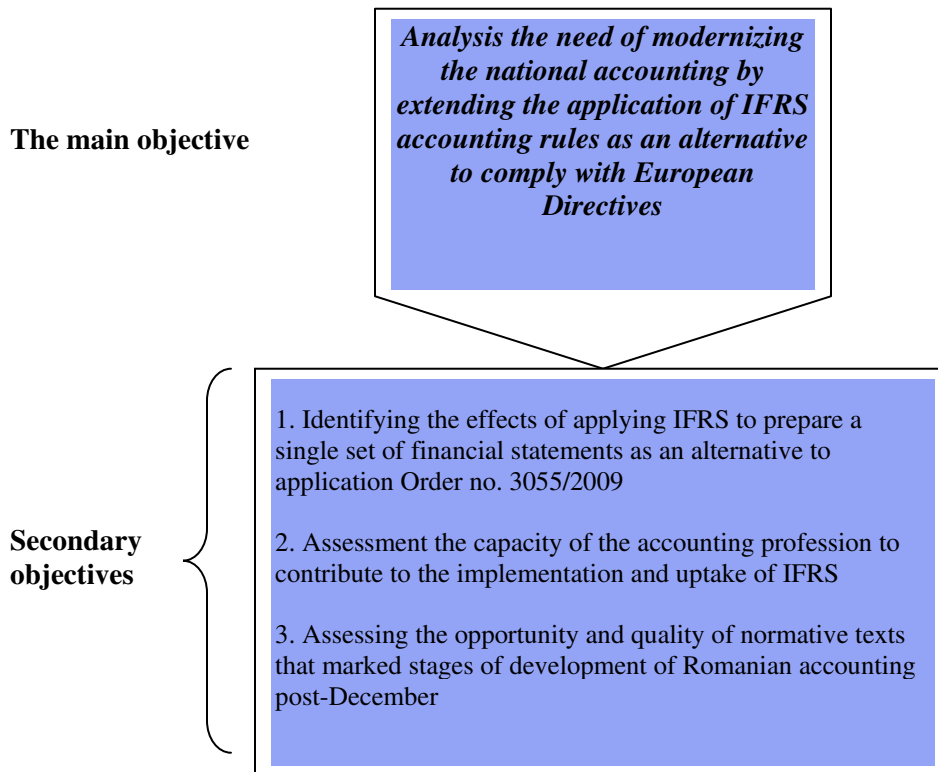 Analysis the need of modernizing
the national accounting by
extending the application of IFRS
accounting rules as an alternative
to comply with European
Directives
The main objective
1. Identifying the effects of applying IFRS to prepare a
single set of financial statements as an alternative to
application Order no. 3055/2009
2. Assessment the capacity of the accounting profession to
contribute to the implementation and uptake of IFRS
3. Assessing the opportunity and quality of normative texts
that marked stages of development of Romanian accounting
post-December
Secondary
objectives